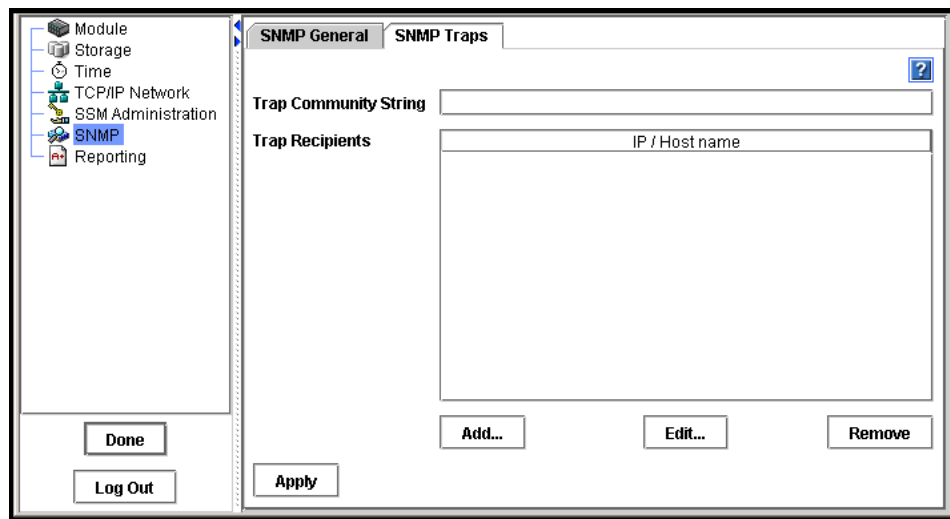 Module
Storage
Time
TCP/IP Network
SSM Administration
SNMP
Reporting
Done
Log Out
SNMP General
SNMP Traps
?
Trap Community String
Trap Recipients
IP / Host name
Add...
Edit...
Remove
Apply